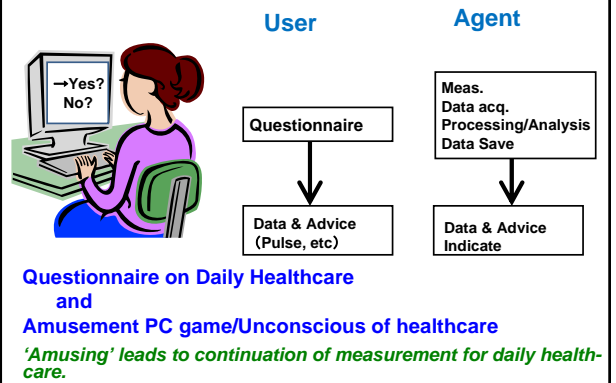 User
Agent
→Yes?
No?
Questionnaire
Meas.
Data acq.
Processing/Analysis
Data Save
Data & Advice
(Pulse, etc)
Data & Advice
Indicate
Questionnaire on Daily Healthcare
and
Amusement PC game/Unconscious of healthcare
'Amusing' leads to continuation of measurement for daily health-
care.